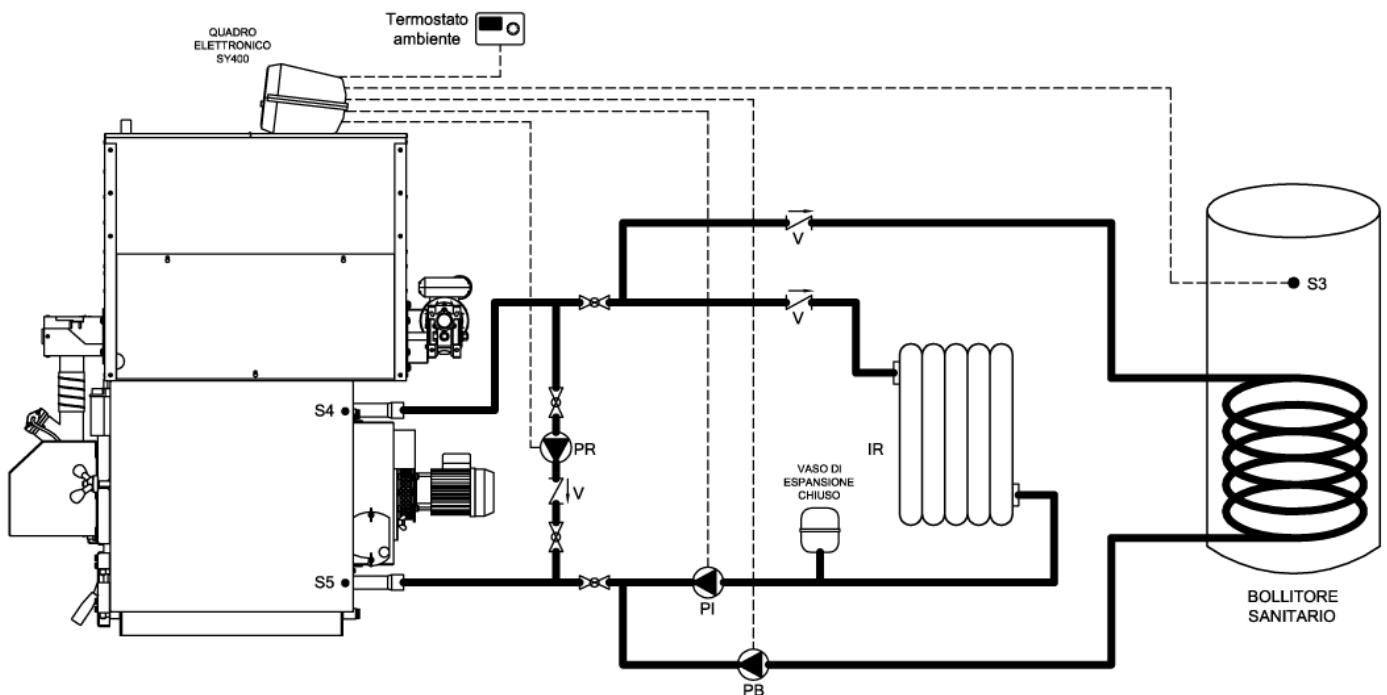 QUADRO
ELETTRONICO
SY400
Termostato
ambiente
V
V
S3
S4
PR
IR
V
VASO DI
ESPANSIONE
CHIUSO
S5
PI
BOLLITORE
SANITARIO
PB